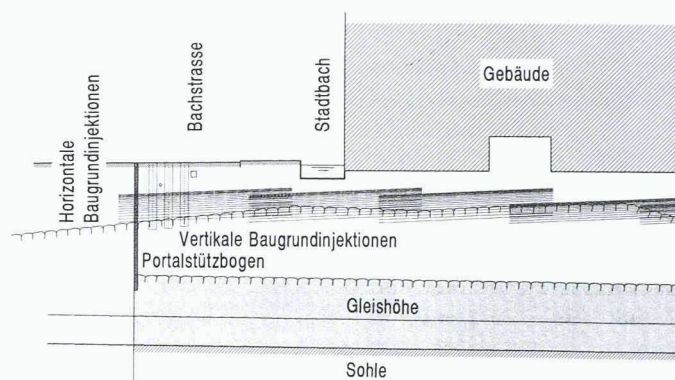 Horizontale
Baugrundinjektionen
Bachstrasse
Stadtbach
Gebäude
Vertikale Baugrundinjektionen
Portalstützbogen
Gleishöhe
Sohle